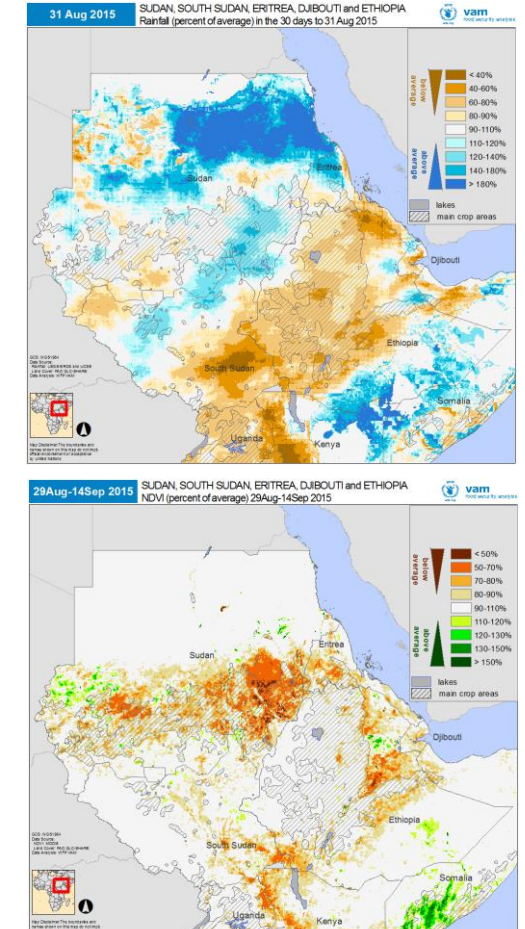 31 Aug 2015
SUDAN, SOUTH SUDAN, ERITREA, DJIBOUTI and ETHIOPIA
Rainfall (percent of average) in the 30 days to 31 Aug 2015
vam
food security analysis
below average
above average
< 40%
40-60%
60-80%
80-90%
90-110%
110-120%
120-140%
140-180%
> 180%
lakes
main crop areas
Sudan
Eritrea
Djibouti
Ethiopia
South Sudan
Somalia
Uganda
Kenya
29Aug-14Sep 2015
SUDAN, SOUTH SUDAN, ERITREA, DJIBOUTI and ETHIOPIA
NDVI (percent of average) 29Aug-14Sep 2015
vam
food security analysis
below average
above average
< 50%
50-70%
70-80%
80-90%
90-110%
110-120%
120-130%
130-150%
> 150%
lakes
main crop areas
Sudan
Eritrea
Djibouti
Ethiopia
South Sudan
Somalia
Uganda
Kenya